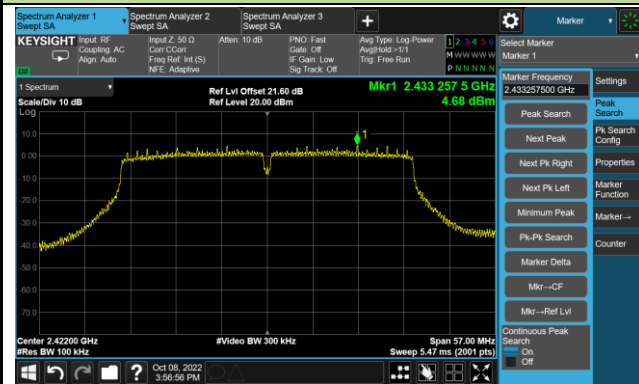 Spectrum Analyzer 1
Swept SA
Spectrum Analyzer 2
Swept SA
Spectrum Analyzer 3
Swept SA
+
Marker
KEYSIGHT
Input: RF
Coupling: AC
Align: Auto
Input Z: 50 Ω
Corr CCorr
Freq Ref: Int (S)
NFE: Adaptive
Atten: 10 dB
PNO: Fast
Gate: Off
IF Gain: Low
Sig Track: Off
Avg Type: Log-Power
Avg|Hold:>1/1
Trig: Free Run
1 2 3 4 5 6
M W W W W W
P N N N N N
LXI
Select Marker
Marker 1
1 Spectrum
Scale/Div 10 dB
Ref Lvl Offset 21.60 dB
Ref Level 20.00 dBm
Mkr1 2.433 257 5 GHz
4.68 dBm
Log
10.0
0.00
-10.0
-20.0
-30.0
-40.0
-50.0
-60.0
-70.0
1
Center 2.42200 GHz
#Res BW 100 kHz
#Video BW 300 kHz
Span 57.00 MHz
Sweep 5.47 ms (2001 pts)
Marker Frequency
2.433257500 GHz
Peak Search
Next Peak
Next Pk Right
Next Pk Left
Minimum Peak
Pk-Pk Search
Marker Delta
Mkr→CF
Mkr→Ref Lvl
Continuous Peak
Search
On
Off
Settings
Peak
Search
Pk Search
Config
Properties
Marker
Function
Marker→
Counter
?
Oct 08, 2022
3:56:56 PM